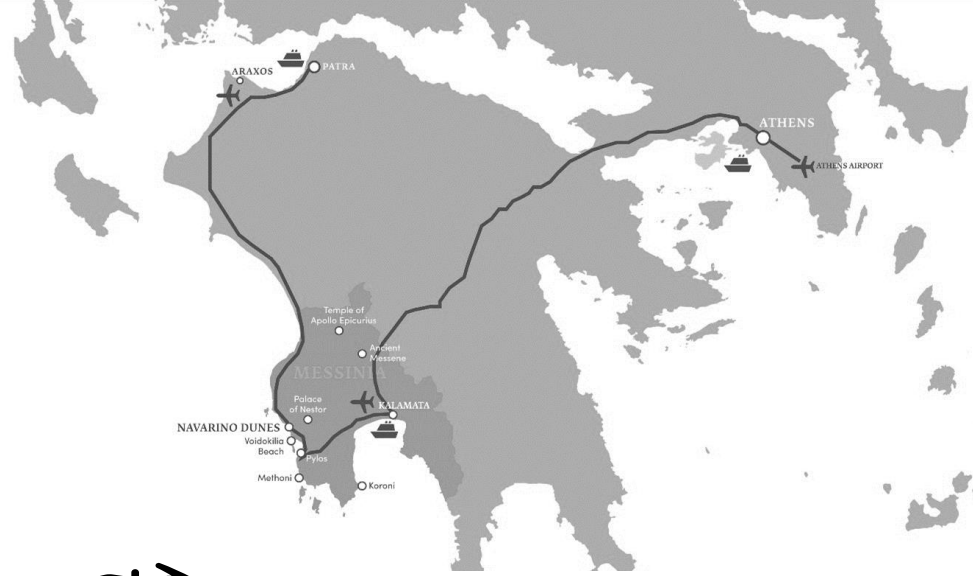 PATRA
ARAXOS
ATHENS
ATHENS AIRPORT
Temple of
Apollo Epicurius
Ancient
Messene
MESSINIA
Palace
of Nestor
KALAMATA
NAVARINO DUNES
Voidokilia
Beach
Pylos
Methoni
Koroni